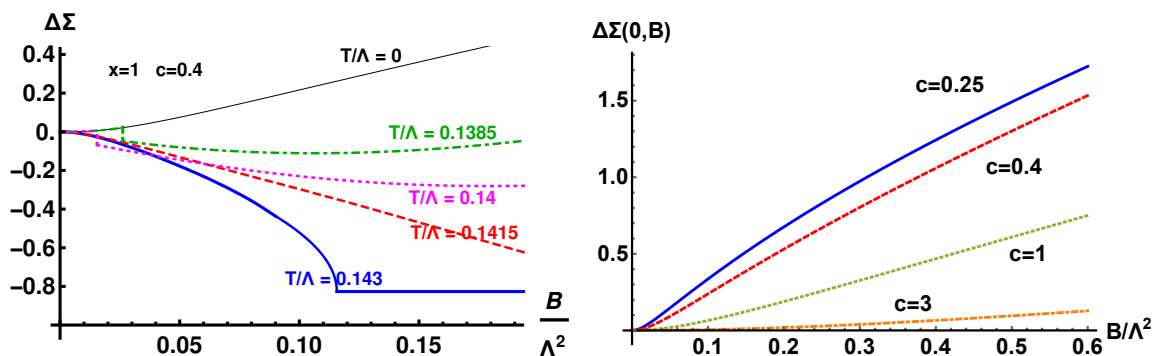 ΔΣ
0.4
0.2
0.
−0.2
−0.4
−0.6
−0.8
x=1 c=0.4
T/Λ = 0
T/Λ = 0.1385
T/Λ = 0.14
T/Λ = 0.1415
T/Λ = 0.143
0.05 0.10 0.15
B
Λ²
ΔΣ(0,B)
1.5
1.0
0.5
c=0.25
c=0.4
c=1
c=3
0.1 0.2 0.3 0.4 0.5 0.6
B/Λ²